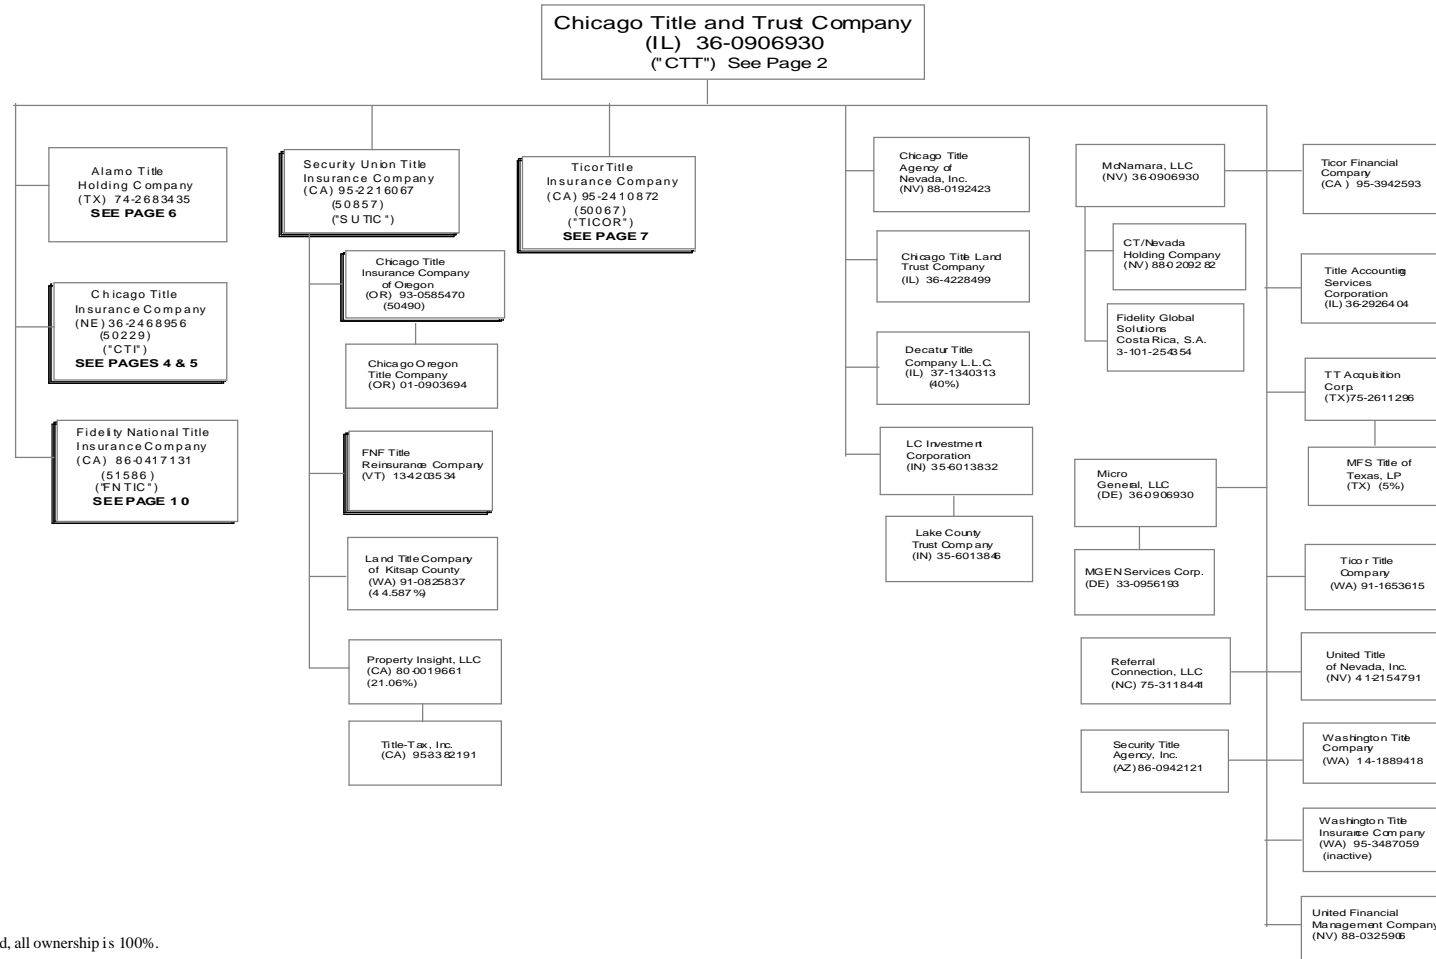 Chicago Title and Trust Company
(IL) 36-0906930
("CTT") See Page 2
Alamo Title
Holding Company
(TX) 74-2683435
SEE PAGE 6
Chicago Title
Insurance Company
(NE) 36-2468956
(50229)
("CTI")
SEE PAGES 4 & 5
Fidelity National Title
Insurance Company
(CA) 86-0417131
(51586)
("FNTIC")
SEE PAGE 10
Security Union Title
Insurance Company
(CA) 95-2216067
(50857)
("SUTIC")
Chicago Title
Insurance Company
of Oregon
(OR) 93-0585470
(50490)
Chicago Oregon
Title Company
(OR) 01-0903694
FNF Title
Reinsurance Company
(VT) 13-4203534
Land Title Company
of Kitsap County
(WA) 91-0825837
(44.587%)
Property Insight, LLC
(CA) 80-0019661
(21.06%)
Title-Tax, Inc.
(CA) 95-3382191
Ticor Title
Insurance Company
(CA) 95-2410872
(50067)
("TICOR")
SEE PAGE 7
Chicago Title
Agency of
Nevada, Inc.
(NV) 88-0192423
Chicago Title Land
Trust Company
(IL) 36-4228499
Decatur Title
Company L.L.C.
(IL) 37-1340313
(40%)
LC Investment
Corporation
(IN) 35-6013832
Lake County
Trust Company
(IN) 35-6013846
McNamara, LLC
(NV) 36-0906930
CT/Nevada
Holding Company
(NV) 88-0209282
Fidelity Global
Solutions
Costa Rica, S.A.
3-101-254354
Micro
General, LLC
(DE) 36-0906930
MGEN Services Corp.
(DE) 33-0956193
Referral
Connection, LLC
(NC) 75-3118441
Security Title
Agency, Inc.
(AZ) 86-0942121
Ticor Financial
Company
(CA) 95-3942593
Title Accounting
Services
Corporation
(IL) 36-2926404
TT Acquisition
Corp.
(TX) 75-2611296
MFS Title of
Texas, LP
(TX) (5%)
Ticor Title
Company
(WA) 91-1653615
United Title
of Nevada, Inc.
(NV) 41-2154791
Washington Title
Company
(WA) 14-1889418
Washington Title
Insurance Company
(WA) 95-3487059
(inactive)
United Financial
Management Company
(NV) 88-0325906
d, all ownership is 100%.